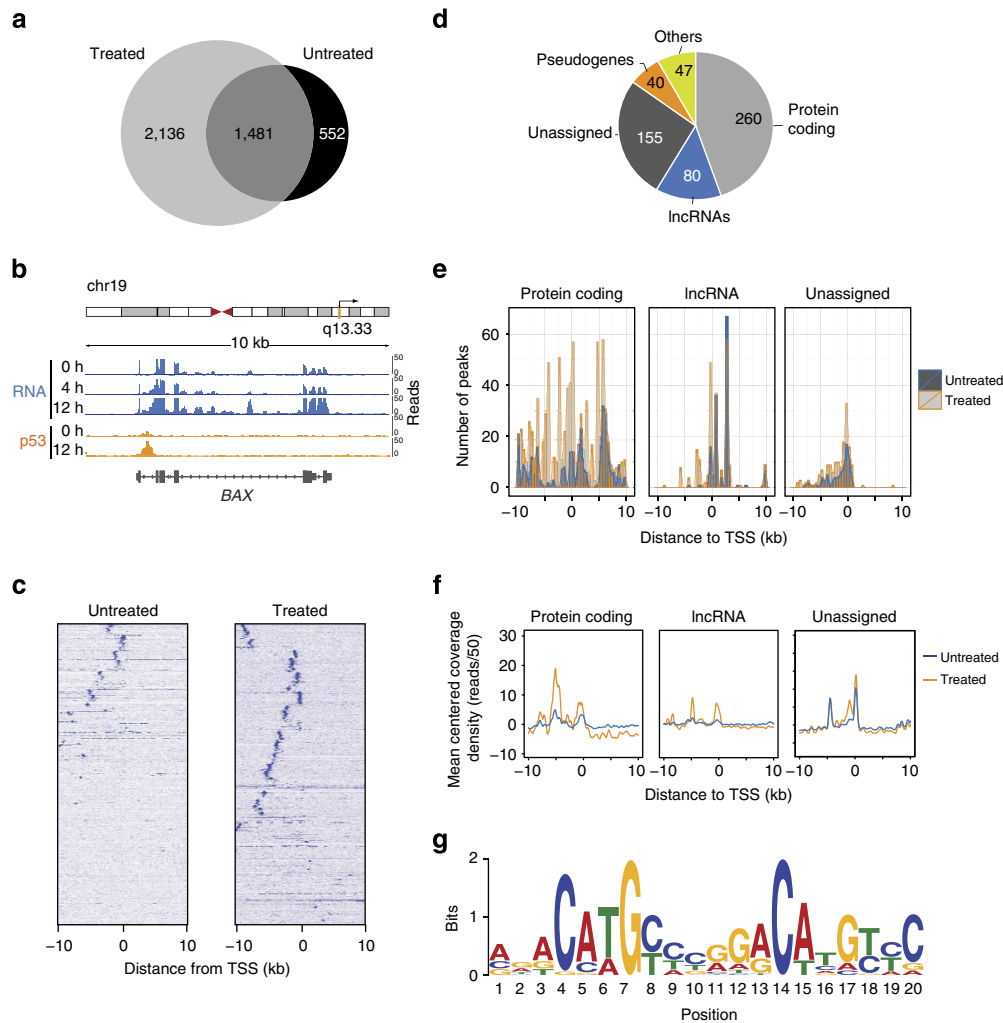 a
Treated
Untreated
2,136
1,481
552
b
chr19
q13.33
10 kb
RNA
0 h
4 h
12 h
p53
0 h
12 h
50
0
50
0
50
0
0
50
0
Reads
BAX
c
Untreated
Treated
−10
0
10
−10
0
10
Distance from TSS (kb)
d
Others
Pseudogenes
Unassigned
Protein
coding
lncRNAs
47
40
155
260
80
e
Protein coding
lncRNA
Unassigned
Number of peaks
60
40
20
0
−10
0
10
−10
0
10
−10
0
10
Distance to TSS (kb)
Untreated
Treated
f
Protein coding
lncRNA
Unassigned
Mean centered coverage
density (reads/50)
30
20
10
0
−10
−10
0
10
−10
0
10
−10
0
10
Distance to TSS (kb)
Untreated
Treated
g
Bits
2
1
0
1 2 3 4 5 6 7 8 9 10 11 12 13 14 15 16 17 18 19 20
Position